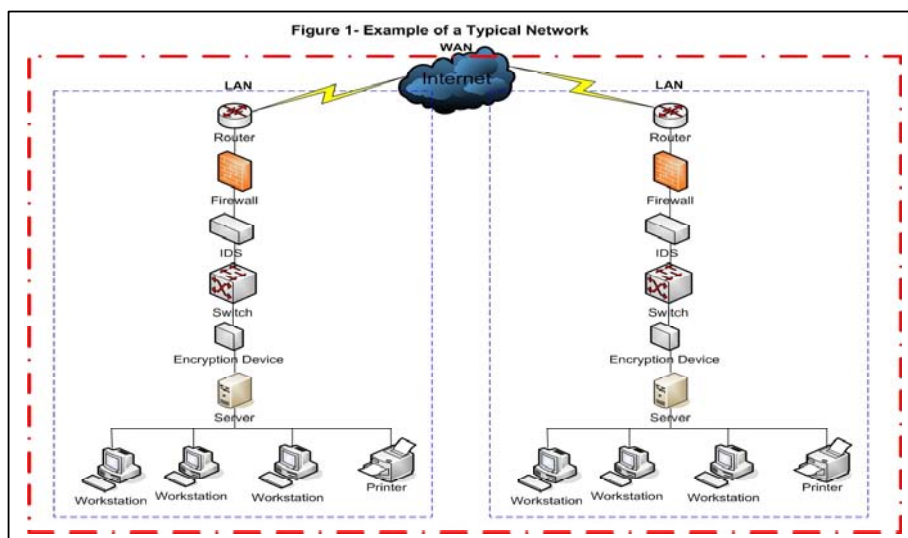 Figure 1- Example of a Typical Network
WAN
Internet
LAN
Router
Firewall
IDS
Switch
Encryption Device
Server
Workstation
Workstation
Workstation
Printer
LAN
Router
Firewall
IDS
Switch
Encryption Device
Server
Workstation
Workstation
Workstation
Printer